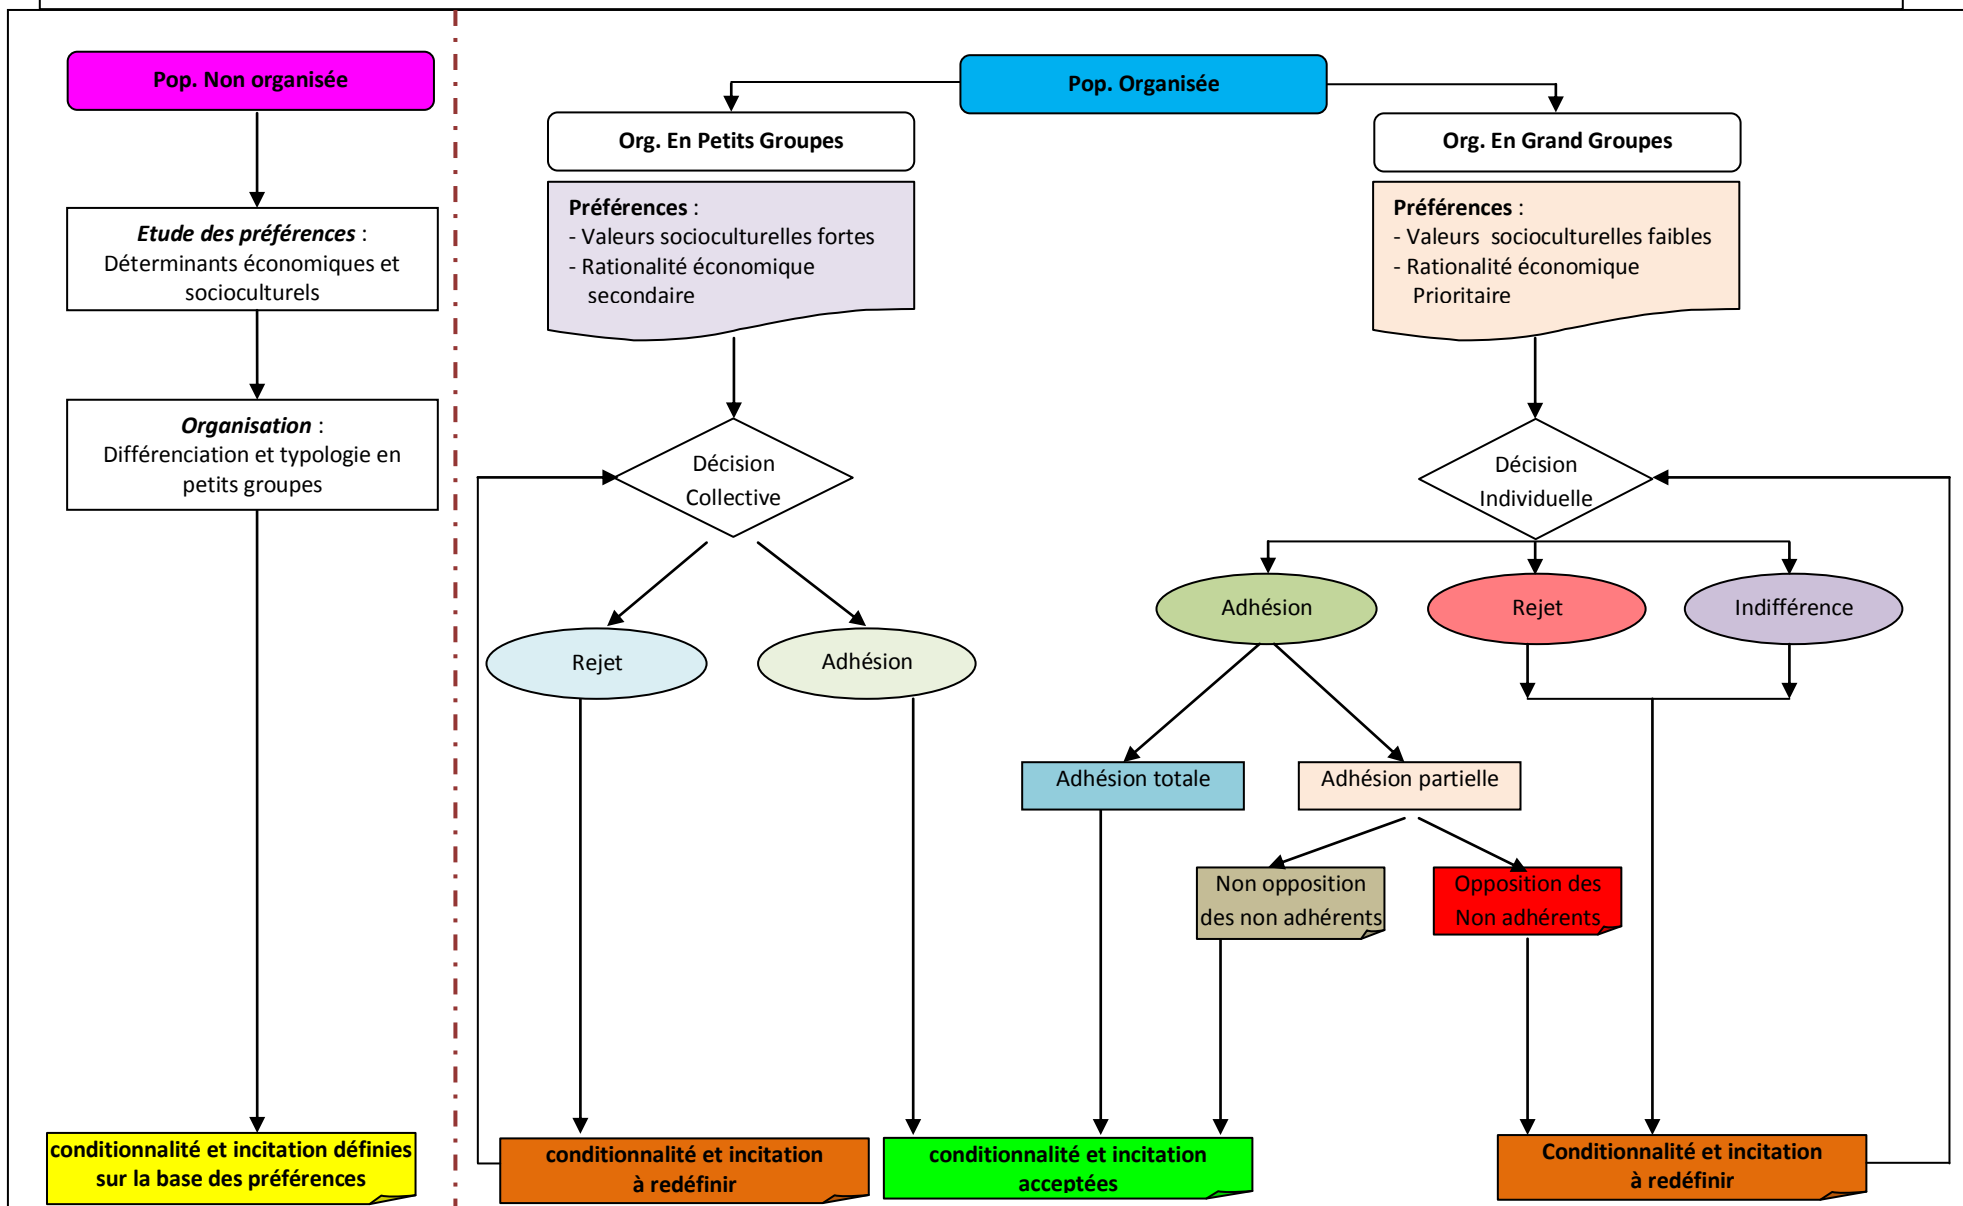 Pop. Non organisée
Etude des préférences :
Déterminants économiques et
socioculturels
Organisation :
Différenciation et typologie en
petits groupes
conditionnalité et incitation définies
sur la base des préférences
Pop. Organisée
Org. En Petits Groupes
Préférences :
- Valeurs socioculturelles fortes
- Rationalité économique
secondaire
Décision
Collective
Rejet
Adhésion
conditionnalité et incitation
à redéfinir
Org. En Grand Groupes
Préférences :
- Valeurs socioculturelles faibles
- Rationalité économique
Prioritaire
Décision
Individuelle
Adhésion
Rejet
Indifférence
Adhésion totale
Adhésion partielle
Non opposition
des non adhérents
Opposition des
Non adhérents
conditionnalité et incitation
acceptées
Conditionnalité et incitation
à redéfinir